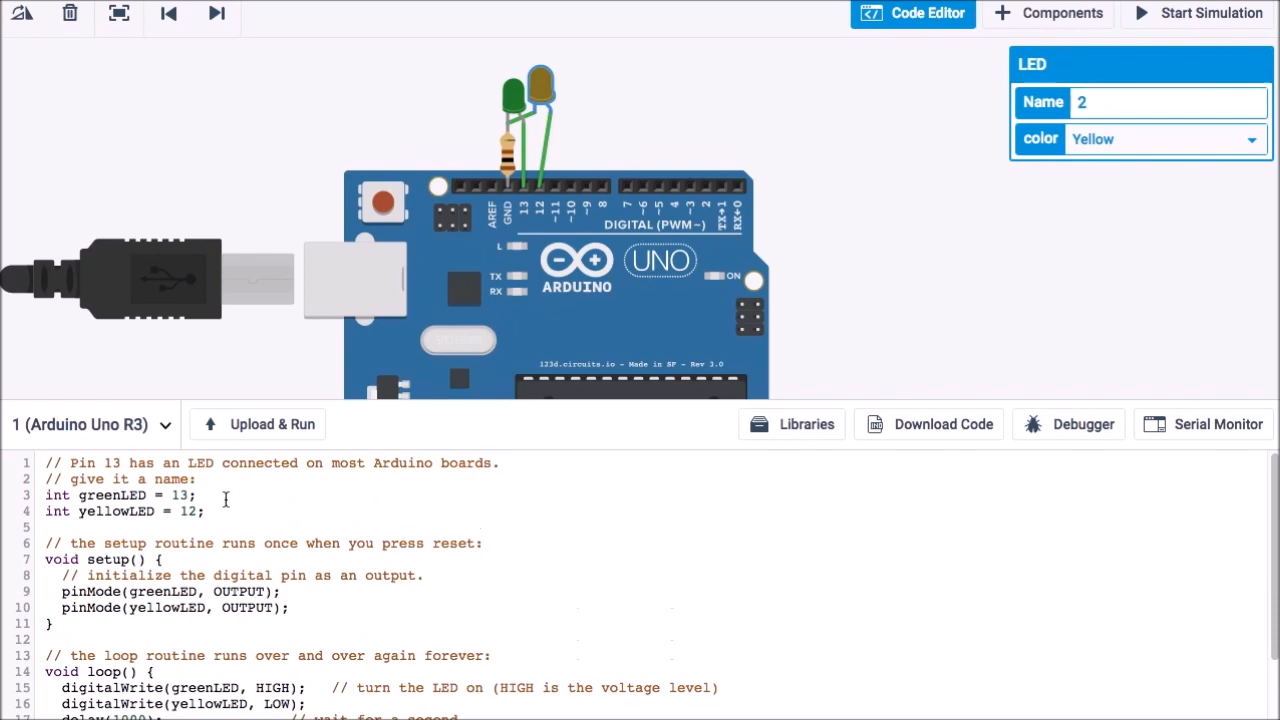 Code Editor
Components
Start Simulation
LED
Name 2
color Yellow
AREF
GND
13
12
~11
~10
~9
8
7
~6
~5
4
~3
2
TX→1
RX←0
DIGITAL (PWM~)
L
TX
RX
UNO
ON
ARDUINO
123d.circuits.io - Made in SF - Rev 3.0
1 (Arduino Uno R3)
Upload & Run
Libraries
Download Code
Debugger
Serial Monitor
1 // Pin 13 has an LED connected on most Arduino boards.
2 // give it a name:
3 int greenLED = 13;
4 int yellowLED = 12;
5
6 // the setup routine runs once when you press reset:
7 void setup() {
8 // initialize the digital pin as an output.
9 pinMode(greenLED, OUTPUT);
10 pinMode(yellowLED, OUTPUT);
11 }
12
13 // the loop routine runs over and over again forever:
14 void loop() {
15 digitalWrite(greenLED, HIGH); // turn the LED on (HIGH is the voltage level)
16 digitalWrite(yellowLED, LOW);
17 delay(1000); // wait for a second